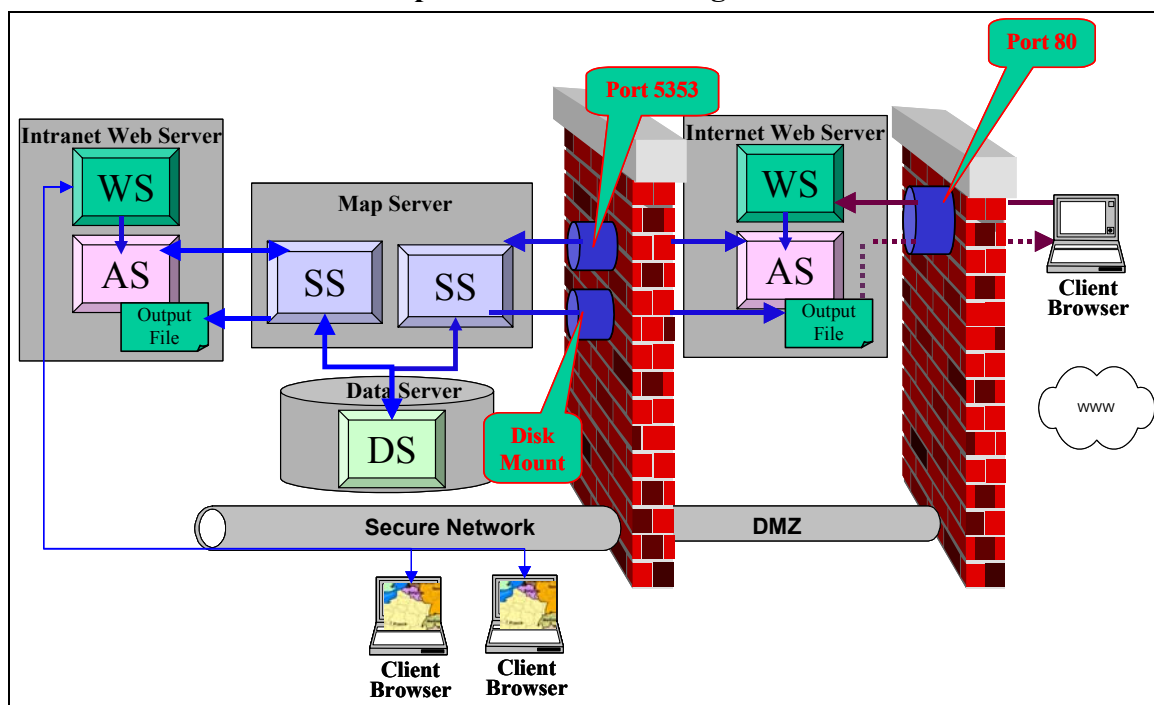 Port 80
Port 5353
Intranet Web Server
WS
AS
Output
File
Map Server
SS
SS
Internet Web Server
WS
AS
Output
File
Client
Browser
Data Server
DS
Disk
Mount
www
Secure Network
DMZ
Client
Browser
Client
Browser